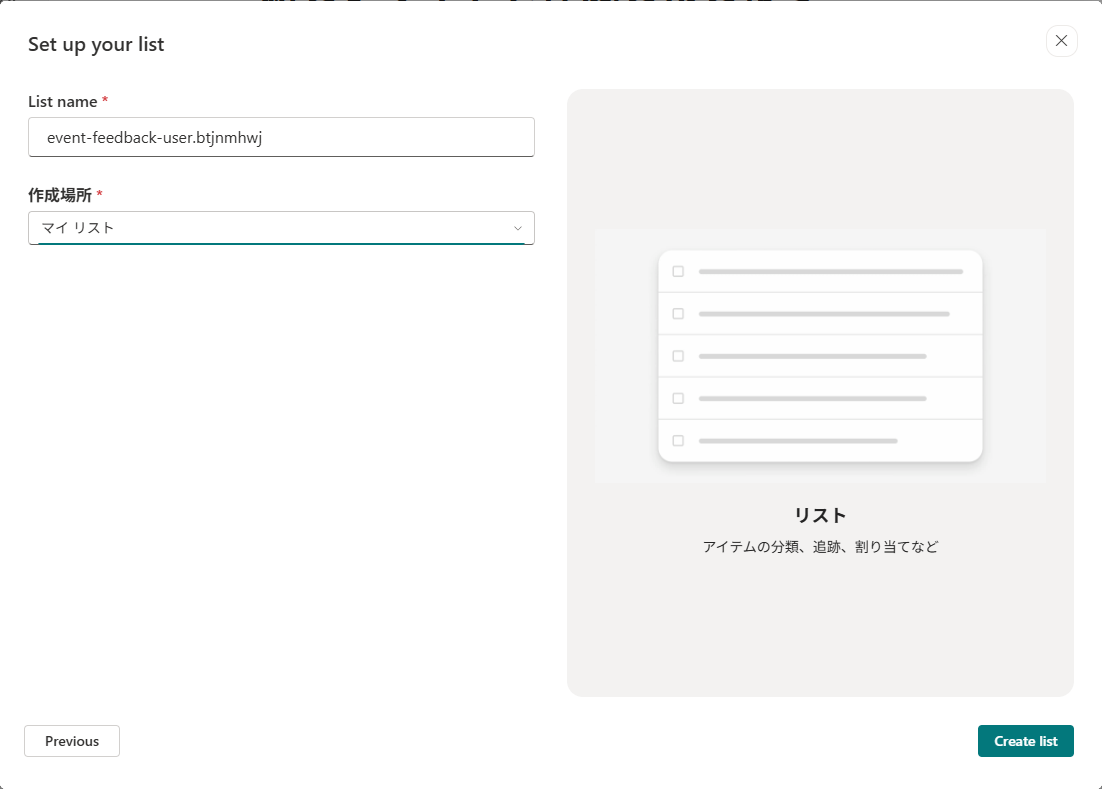 Set up your list
List name *
event-feedback-user.btjnmhwj
作成場所 *
マイ リスト
リスト
アイテムの分類、追跡、割り当てなど
Previous
Create list